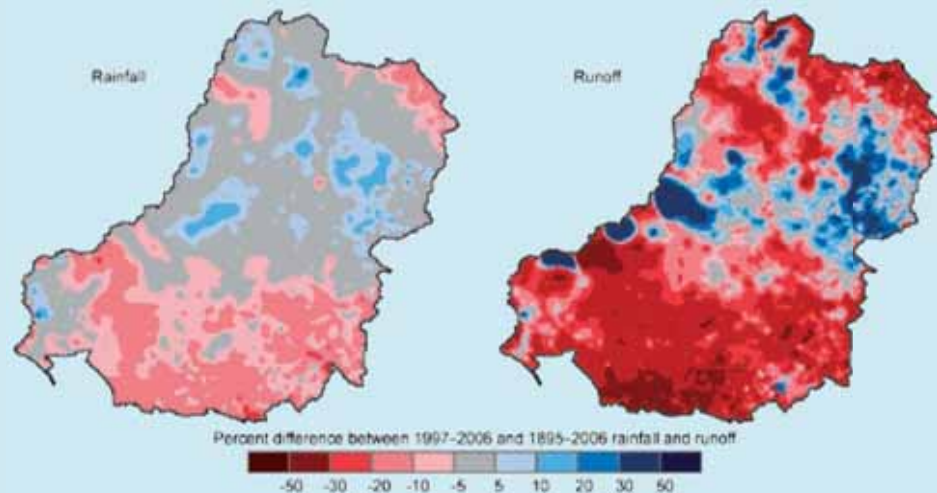 Rainfall
Runoff
Percent difference between 1997–2006 and 1895–2006 rainfall and runoff
-50 -30 -20 -10 -5 5 10 20 30 50